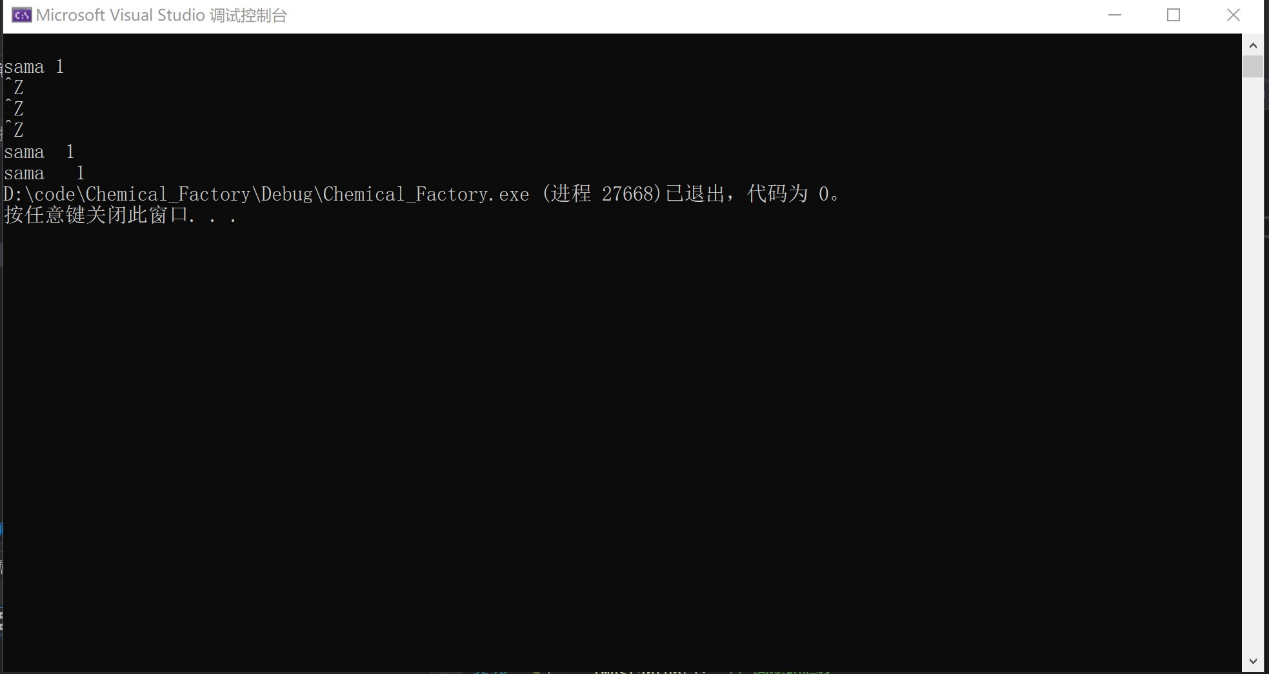 Microsoft Visual Studio 调试控制台
sama 1
^Z
^Z
^Z
sama  1
sama   1
D:\code\Chemical_Factory\Debug\Chemical_Factory.exe (进程 27668)已退出，代码为 0。
按任意键关闭此窗口. . .